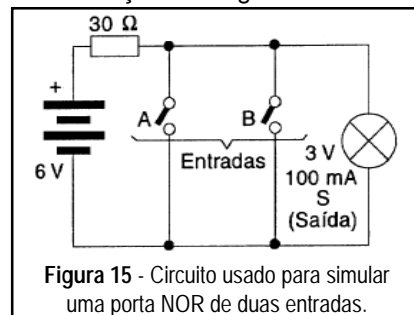 30 Ω
+
A
B
Entradas
6 V
3 V
100 mA
S
(Saída)
Figura 15 - Circuito usado para simular
uma porta NOR de duas entradas.